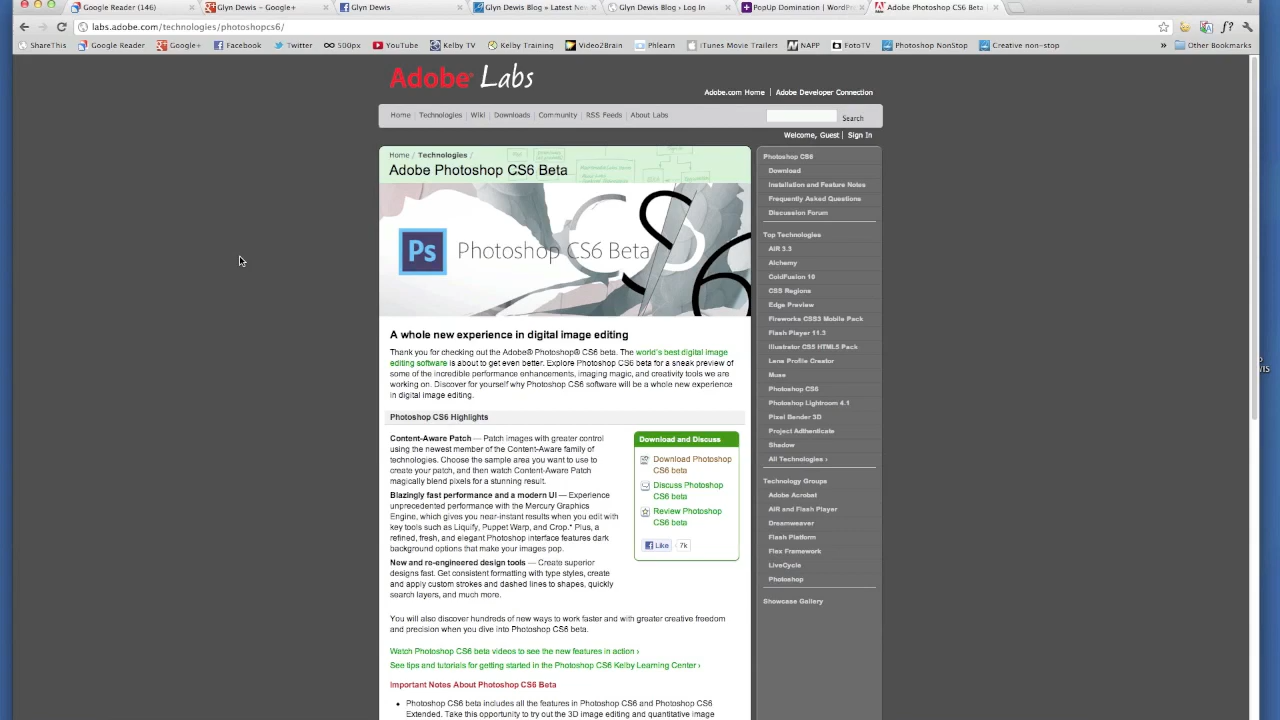 Google Reader (146)
Glyn Dewis – Google+
Glyn Dewis
Glyn Dewis Blog » Latest Ne
Glyn Dewis Blog › Log In
PopUp Domination ‹
Adobe Photoshop CS6 Beta
labs.adobe.com/technologies/photoshopcs6/
ShareThis Google Reader Google+ Facebook Twitter 500px YouTube Kelby TV Kelby Training Video2Brain Phlearn iTunes Movie Trailers NAPP FotoTV Photoshop NonStop Creative non-stop » Other Bookmarks
Adobe Labs
Adobe.com Home | Adobe Developer Connection
Home | Technologies | Wiki | Downloads | Community | RSS Feeds | About Labs
Search
Welcome, Guest | Sign In
Home / Technologies /
Adobe Photoshop CS6 Beta
Ps Photoshop CS6 Beta
CS6
A whole new experience in digital image editing
Thank you for checking out the Adobe® Photoshop® CS6 beta. The world's best digital image
editing software is about to get even better. Explore Photoshop CS6 beta for a sneak preview of
some of the incredible performance enhancements, imaging magic, and creativity tools we are
working on. Discover for yourself why Photoshop CS6 software will be a whole new experience
in digital image editing.
Photoshop CS6 Highlights
Content-Aware Patch — Patch images with greater control
using the newest member of the Content-Aware family of
technologies. Choose the sample area you want to use to
create your patch, and then watch Content-Aware Patch
magically blend pixels for a stunning result.
Blazingly fast performance and a modern UI — Experience
unprecedented performance with the Mercury Graphics
Engine, which gives you near-instant results when you edit with
key tools such as Liquify, Puppet Warp, and Crop.* Plus, a
refined, fresh, and elegant Photoshop interface features dark
background options that make your images pop.
New and re-engineered design tools — Create superior
designs fast. Get consistent formatting with type styles, create
and apply custom strokes and dashed lines to shapes, quickly
search layers, and much more.
Download and Discuss
Download Photoshop
CS6 beta
Discuss Photoshop
CS6 beta
Review Photoshop
CS6 beta
Like 7k
You will also discover hundreds of new ways to work faster and with greater creative freedom
and precision when you dive into Photoshop CS6 beta.
Watch Photoshop CS6 beta videos to see the new features in action ›
See tips and tutorials for getting started in the Photoshop CS6 Kelby Learning Center ›
Important Notes About Photoshop CS6 Beta
• Photoshop CS6 beta includes all the features in Photoshop CS6 and Photoshop CS6
Extended. Take this opportunity to try out the 3D image editing and quantitative image
Photoshop CS6
Download
Installation and Feature Notes
Frequently Asked Questions
Discussion Forum
Top Technologies
AIR 3.3
Alchemy
ColdFusion 10
CSS Regions
Edge Preview
Fireworks CSS3 Mobile Pack
Flash Player 11.3
Illustrator CS5 HTML5 Pack
Lens Profile Creator
Muse
Photoshop CS6
Photoshop Lightroom 4.1
Pixel Bender 3D
Project Adthenticate
Shadow
All Technologies ›
Technology Groups
Adobe Acrobat
AIR and Flash Player
Dreamweaver
Flash Platform
Flex Framework
LiveCycle
Photoshop
Showcase Gallery